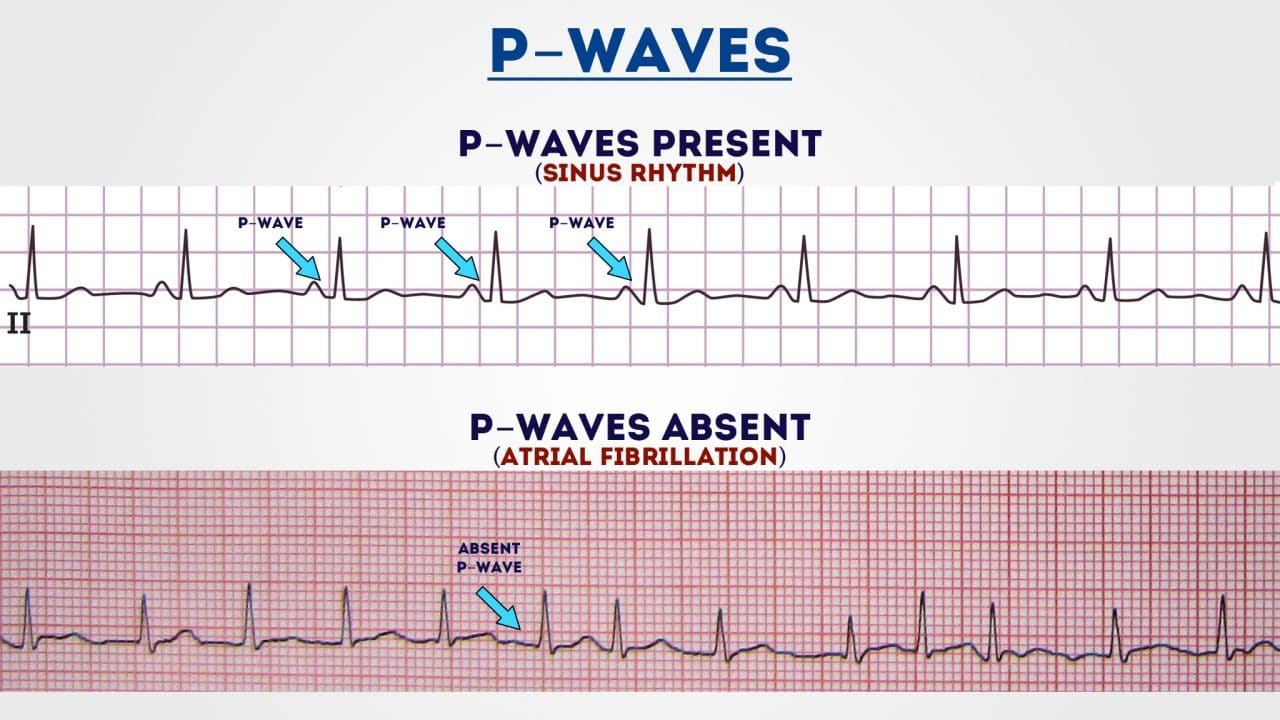 P-WAVES
P-WAVES PRESENT
(SINUS RHYTHM)
P-WAVE
P-WAVE
P-WAVE
II
P-WAVES ABSENT
(ATRIAL FIBRILLATION)
ABSENT
P-WAVE